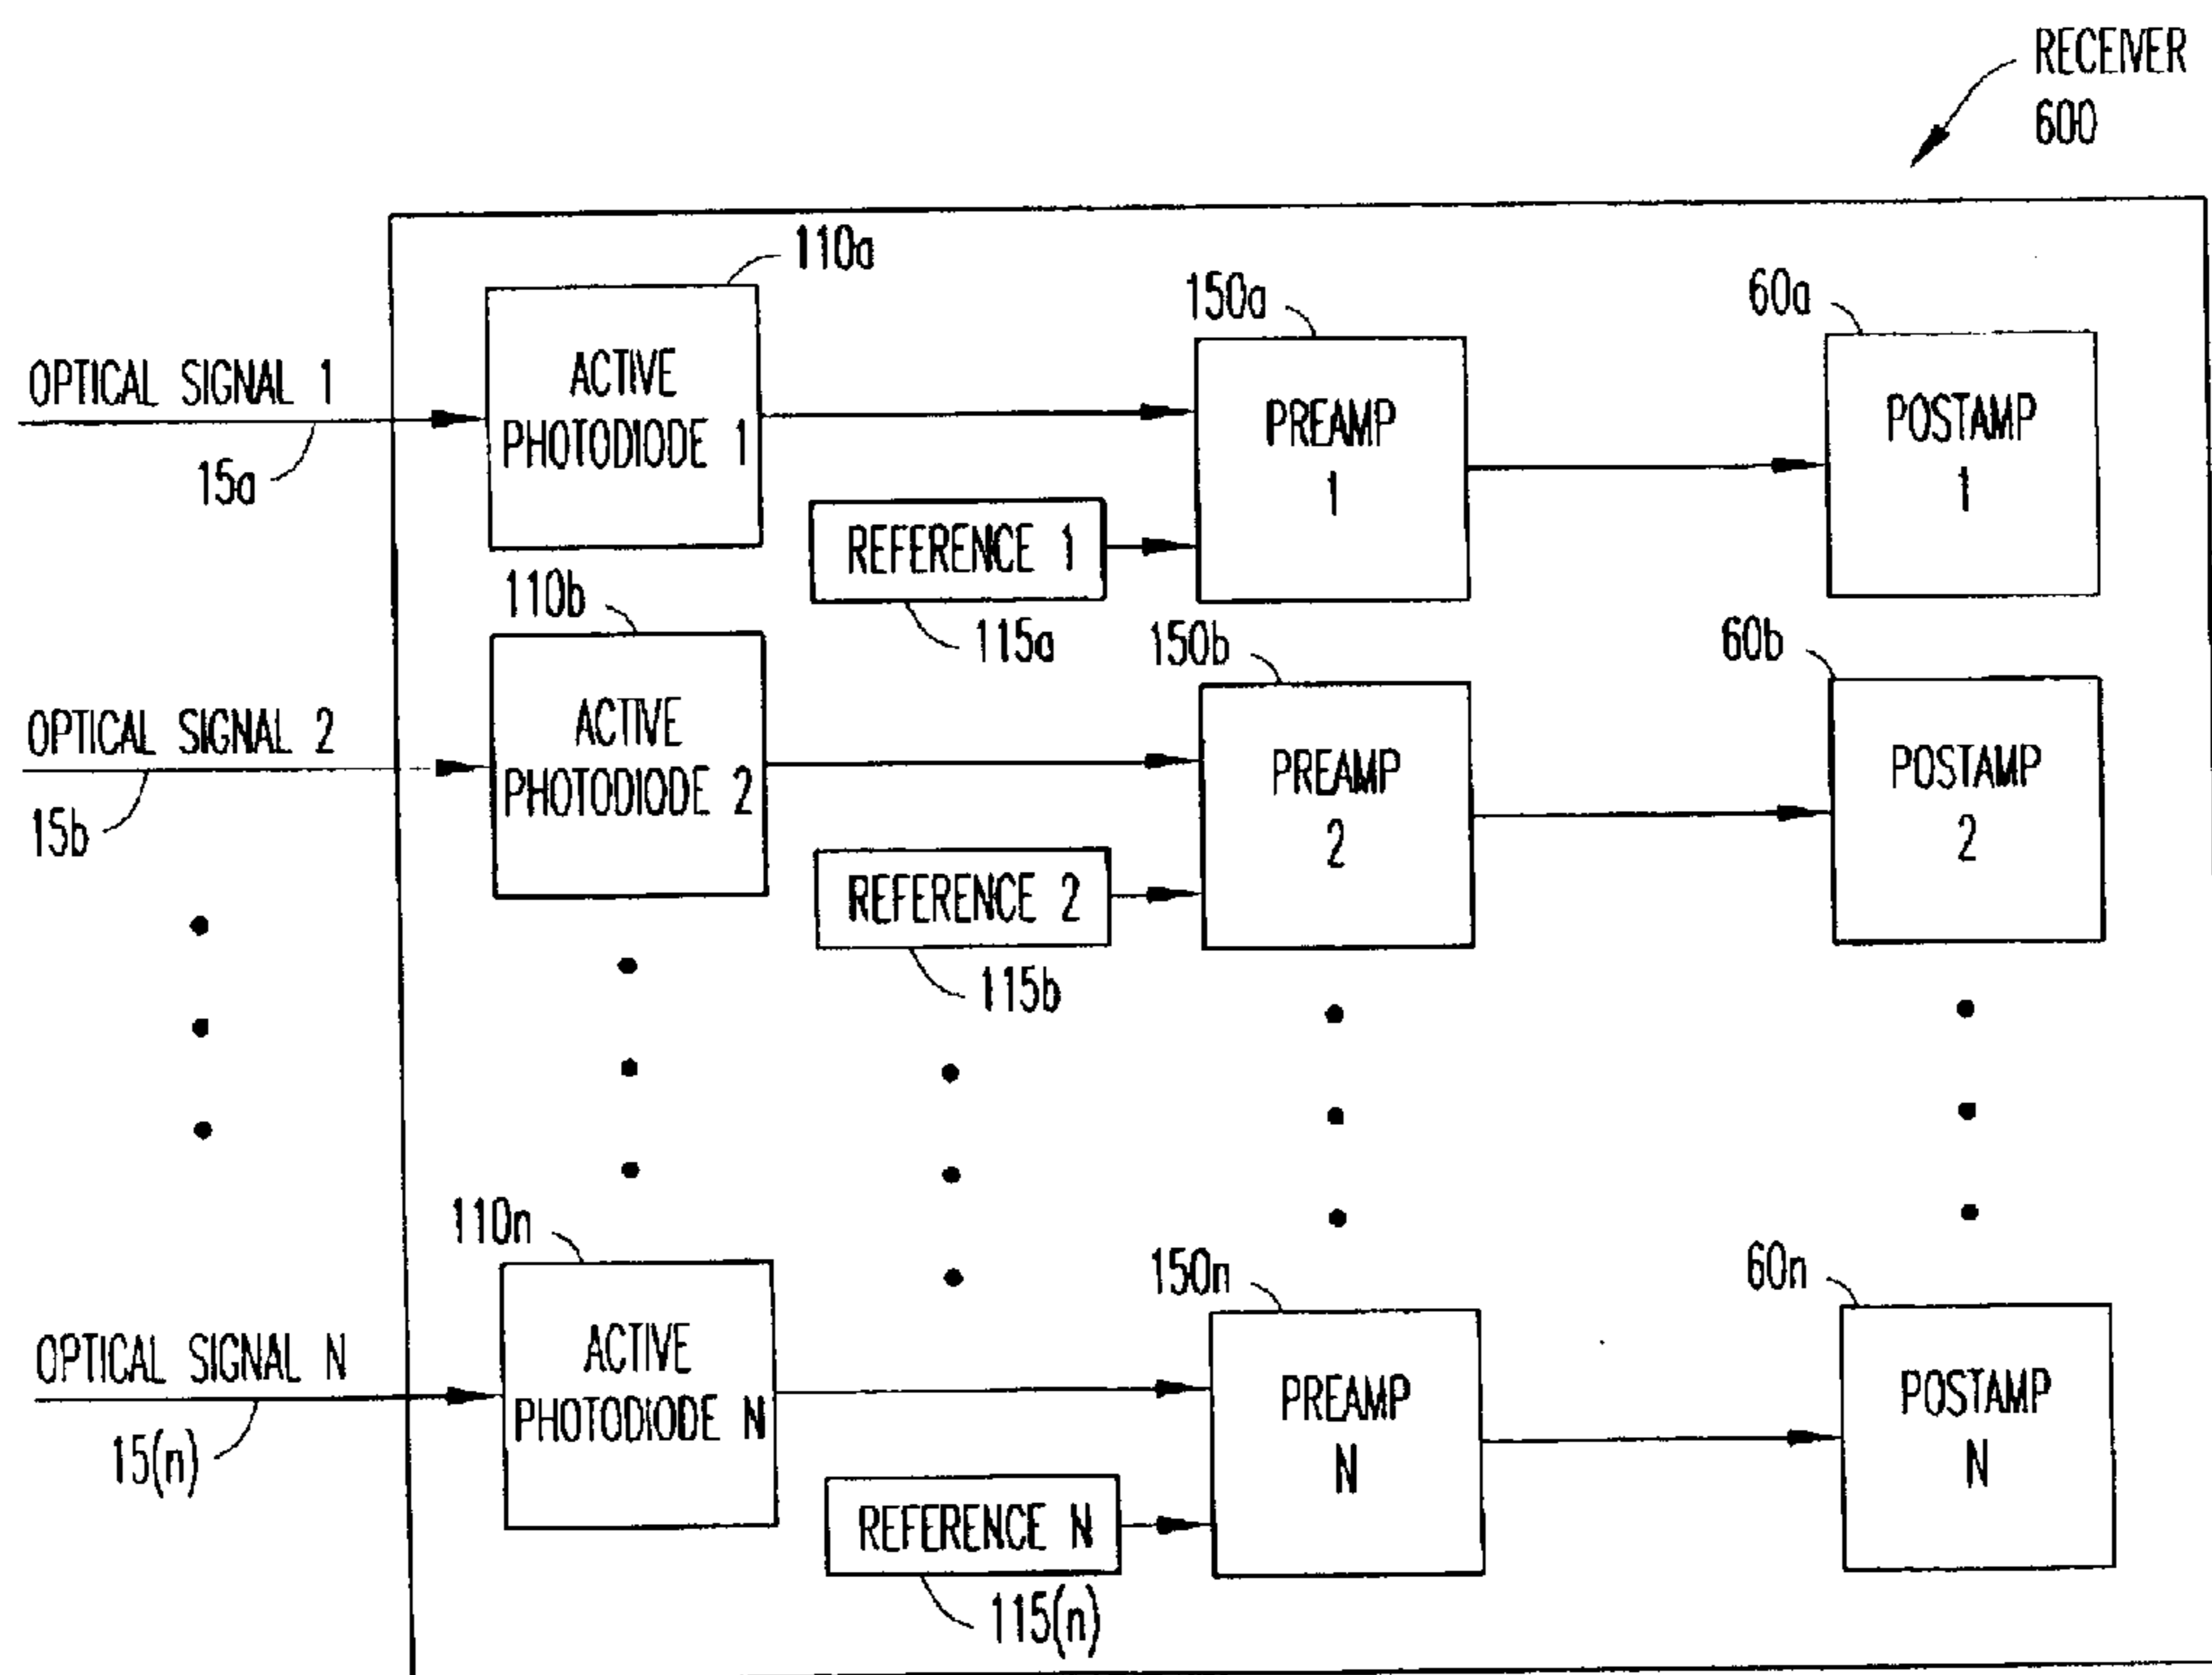 RECEIVER
600
110a
150a
60a
OPTICAL SIGNAL 1
15a
ACTIVE
PHOTODIODE 1
PREAMP
1
POSTAMP
1
REFERENCE 1
115a
110b
150b
60b
OPTICAL SIGNAL 2
15b
ACTIVE
PHOTODIODE 2
PREAMP
2
POSTAMP
2
REFERENCE 2
115b
110n
150n
60n
OPTICAL SIGNAL N
15(n)
ACTIVE
PHOTODIODE N
PREAMP
N
POSTAMP
N
REFERENCE N
115(n)